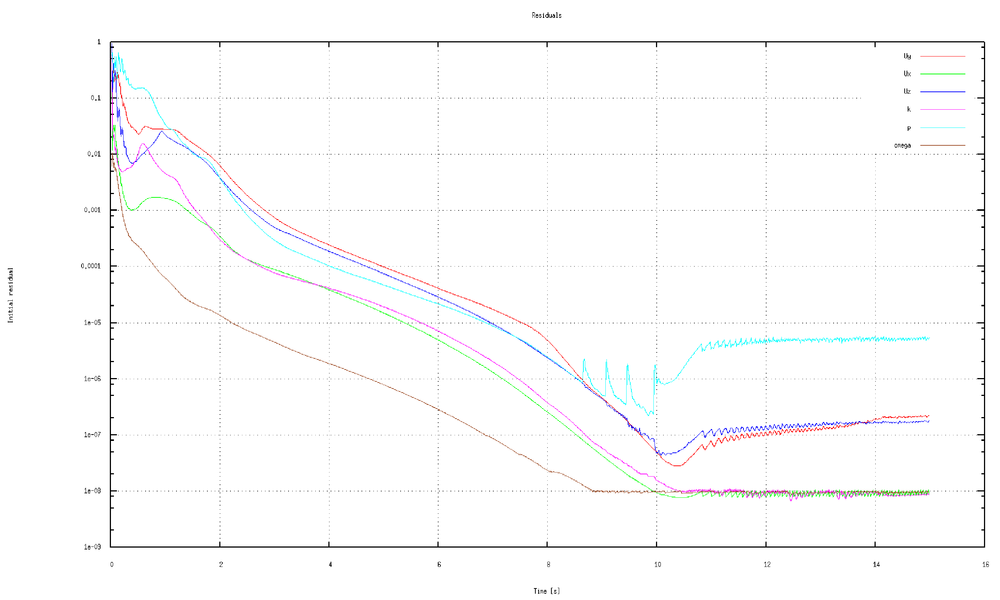 Residuals
1
0.1
0.01
0.001
0.0001
1e-05
1e-06
1e-07
1e-08
1e-09
Initial residual
Uy
Ux
Uz
k
p
omega
0 2 4 6 8 10 12 14 16
Time [s]